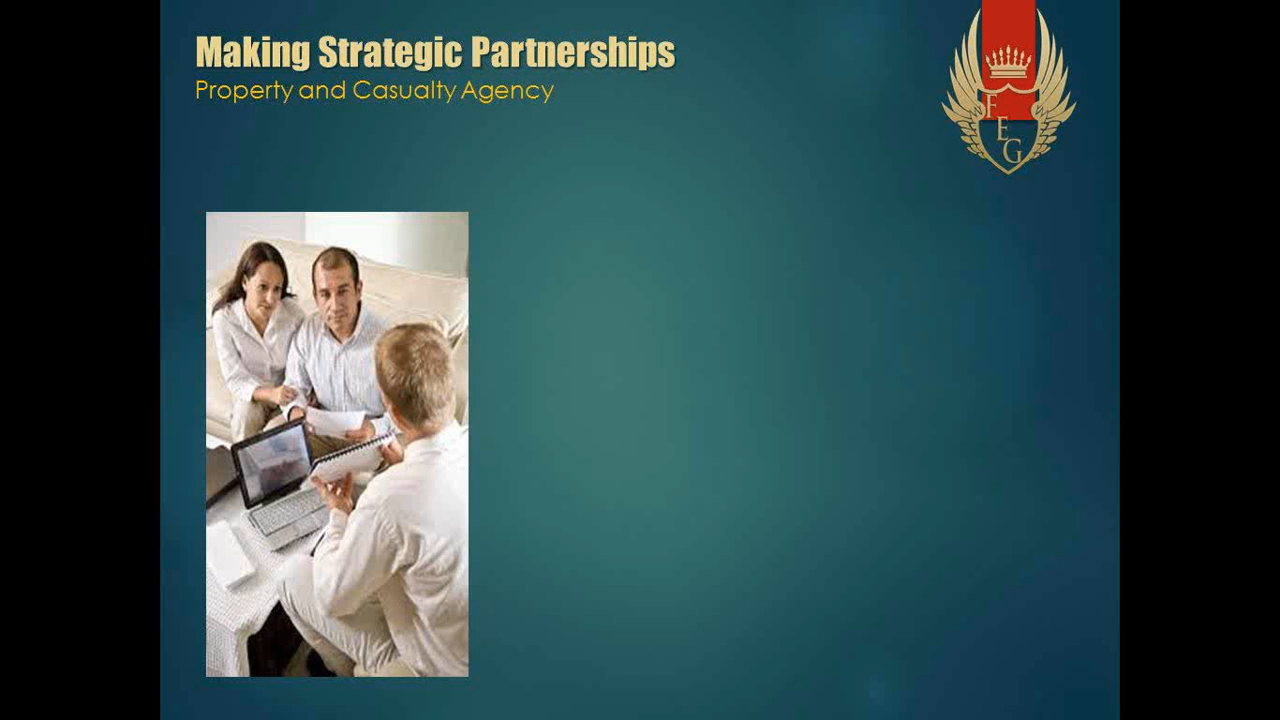 Making Strategic Partnerships
Property and Casualty Agency
F
E
G